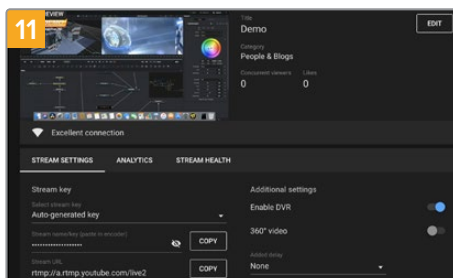 11
PREVIEW
Title
Demo
EDIT
Category
People & Blogs
Concurrent viewers Likes
0 0
Excellent connection
STREAM SETTINGS ANALYTICS STREAM HEALTH
Stream key
Additional settings
Select stream key
Auto-generated key
Enable DVR
Stream name/key (paste in encoder)
COPY
360° video
Stream URL
rtmp://a.rtmp.youtube.com/live2
COPY
Added delay
None